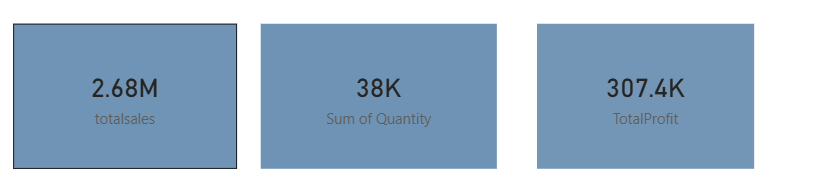 2.68M
totalsales
38K
Sum of Quantity
307.4K
TotalProfit